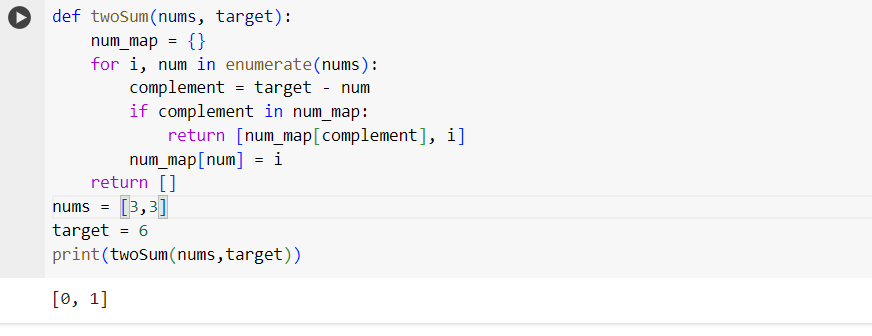 def twoSum(nums, target):
    num_map = {}
    for i, num in enumerate(nums):
        complement = target - num
        if complement in num_map:
            return [num_map[complement], i]
        num_map[num] = i
    return []
nums = [3,3]
target = 6
print(twoSum(nums,target))
[0, 1]